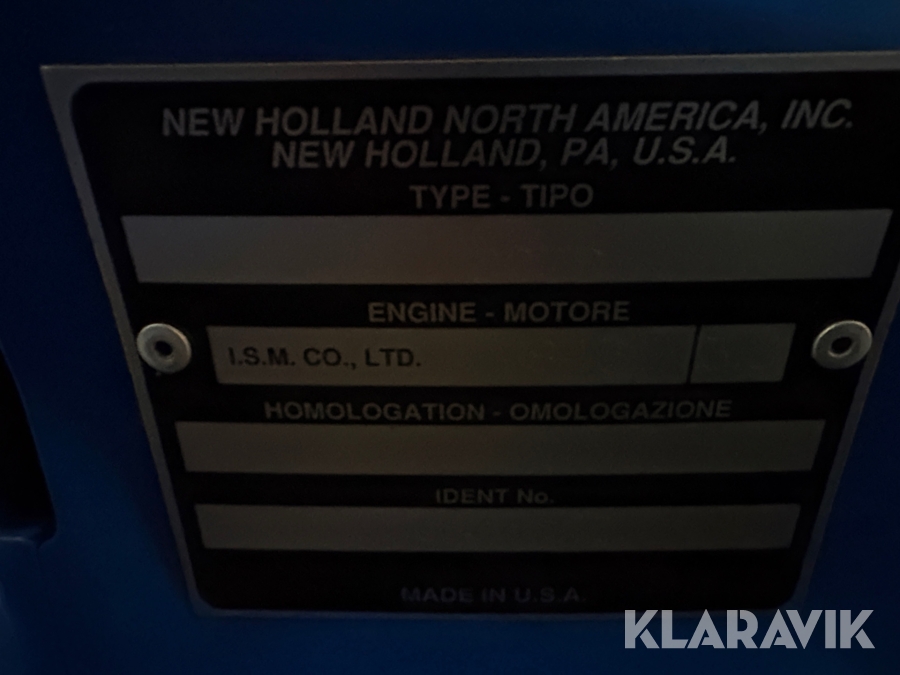 NEW HOLLAND NORTH AMERICA, INC.
NEW HOLLAND, PA, U.S.A.
TYPE - TIPO
ENGINE - MOTORE
I.S.M. CO., LTD.
HOMOLOGATION - OMOLOGAZIONE
IDENT No.
MADE IN U.S.A.
KLARAVIK